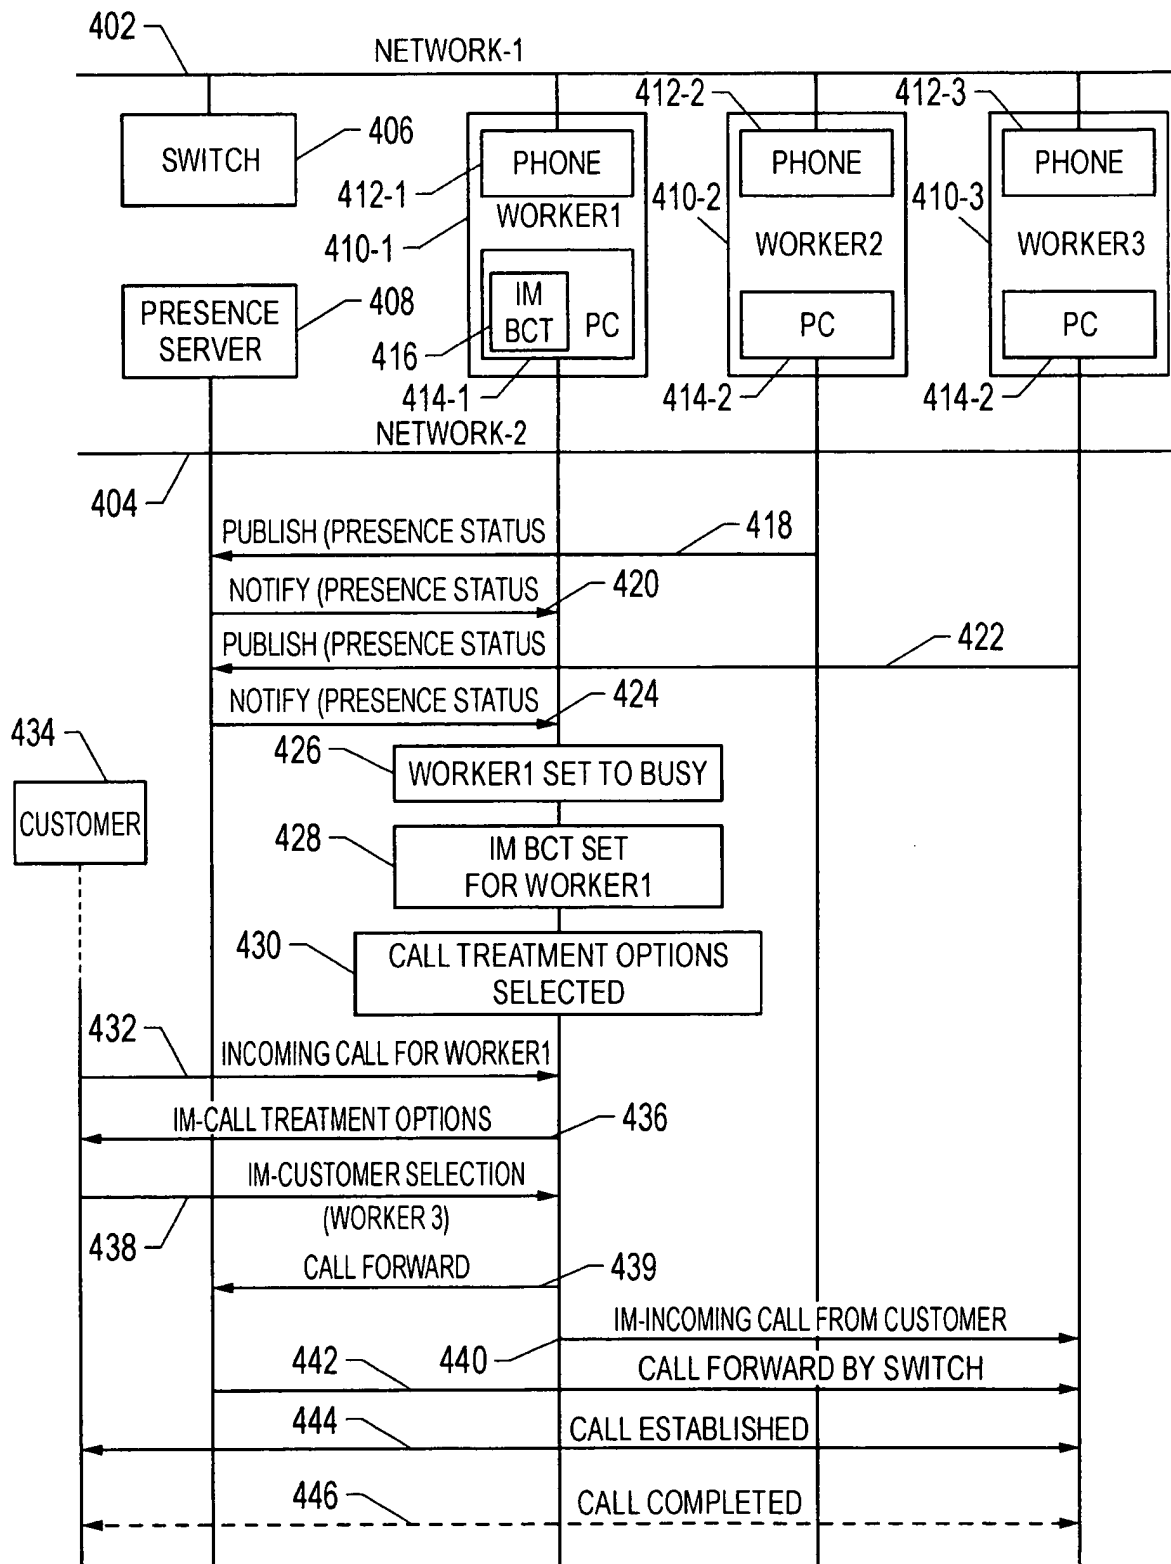 402
NETWORK-1
SWITCH
406
PHONE
412-1
WORKER1
410-1
IM
BCT
PC
416
414-1
412-2
PHONE
410-2
WORKER2
PC
414-2
412-3
PHONE
410-3
WORKER3
PC
414-2
PRESENCE
SERVER
408
NETWORK-2
404
PUBLISH (PRESENCE STATUS
418
NOTIFY (PRESENCE STATUS
420
PUBLISH (PRESENCE STATUS
422
NOTIFY (PRESENCE STATUS
424
434
CUSTOMER
426
WORKER1 SET TO BUSY
428
IM BCT SET
FOR WORKER1
430
CALL TREATMENT OPTIONS
SELECTED
432
INCOMING CALL FOR WORKER1
IM-CALL TREATMENT OPTIONS
436
IM-CUSTOMER SELECTION
(WORKER 3)
438
CALL FORWARD
439
IM-INCOMING CALL FROM CUSTOMER
440
442
CALL FORWARD BY SWITCH
444
CALL ESTABLISHED
446
CALL COMPLETED